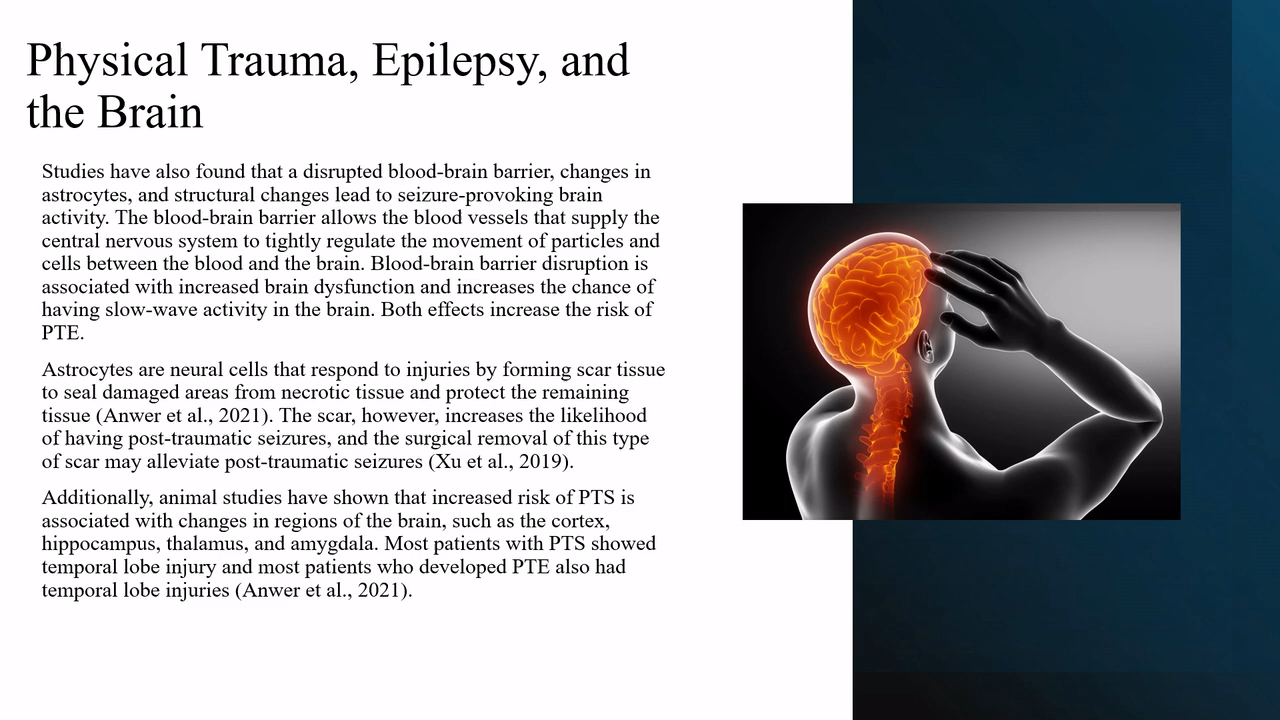 Physical Trauma, Epilepsy, and
the Brain
Studies have also found that a disrupted blood-brain barrier, changes in
astrocytes, and structural changes lead to seizure-provoking brain
activity. The blood-brain barrier allows the blood vessels that supply the
central nervous system to tightly regulate the movement of particles and
cells between the blood and the brain. Blood-brain barrier disruption is
associated with increased brain dysfunction and increases the chance of
having slow-wave activity in the brain. Both effects increase the risk of
PTE.
Astrocytes are neural cells that respond to injuries by forming scar tissue
to seal damaged areas from necrotic tissue and protect the remaining
tissue (Anwer et al., 2021). The scar, however, increases the likelihood
of having post-traumatic seizures, and the surgical removal of this type
of scar may alleviate post-traumatic seizures (Xu et al., 2019).
Additionally, animal studies have shown that increased risk of PTS is
associated with changes in regions of the brain, such as the cortex,
hippocampus, thalamus, and amygdala. Most patients with PTS showed
temporal lobe injury and most patients who developed PTE also had
temporal lobe injuries (Anwer et al., 2021).